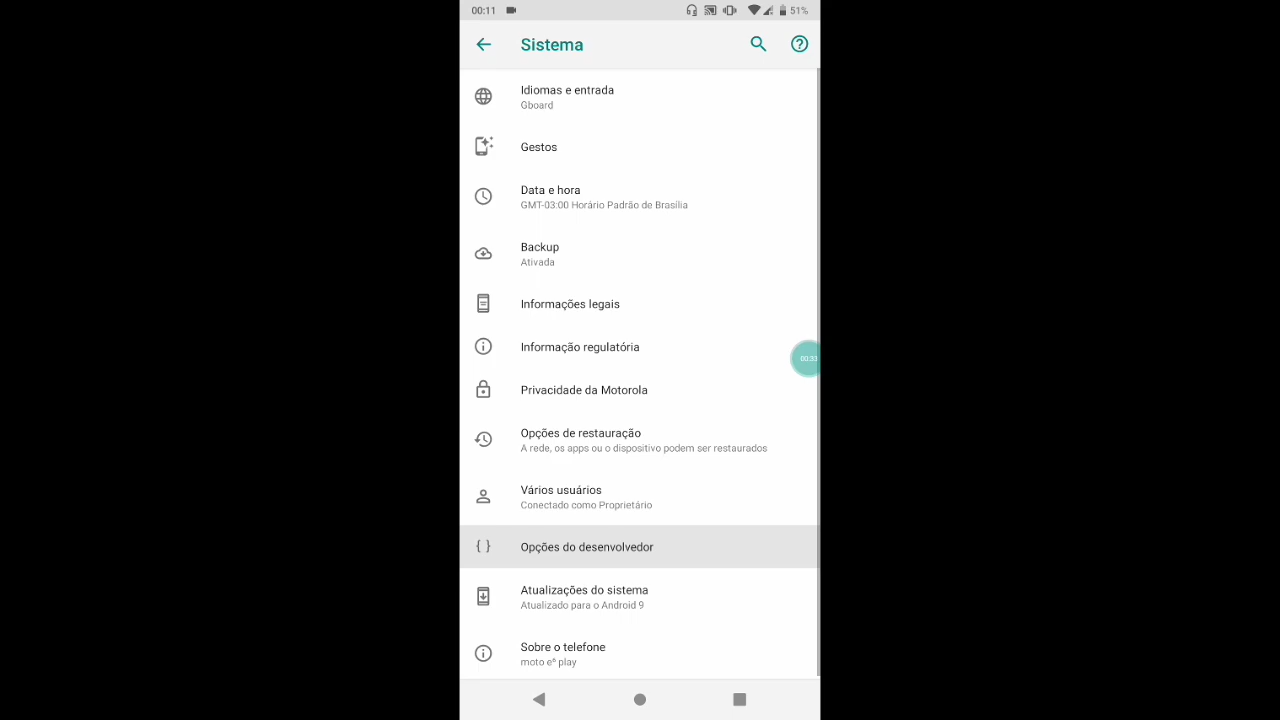 00:11
51%
Sistema
Idiomas e entrada
Gboard
Gestos
Data e hora
GMT-03:00 Horário Padrão de Brasília
Backup
Ativada
Informações legais
Informação regulatória
Privacidade da Motorola
00:33
Opções de restauração
A rede, os apps ou o dispositivo podem ser restaurados
Vários usuários
Conectado como Proprietário
{ } Opções do desenvolvedor
Atualizações do sistema
Atualizado para o Android 9
Sobre o telefone
moto e⁶ play